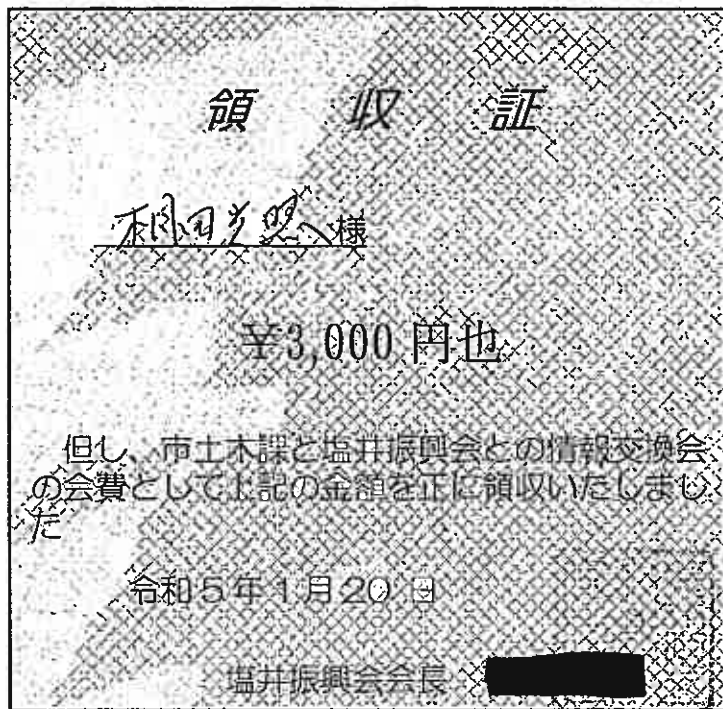 領収証
様
¥3,000円也
但し、市土木課と塩井振興会との情報交換会
の会費として上記の金額を正に領収いたしまし
た
令和5年1月20日
塩井振興会会長